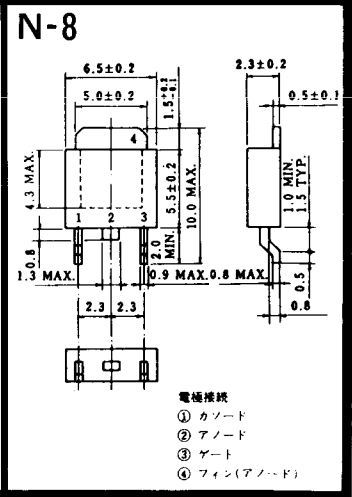 N-8
6.5±0.2
5.0±0.2
1.5+0.2-0.1
2.3±0.2
0.5±0.1
4
4.3 MAX.
5.5±0.2
10.0 MAX.
1.0 MIN.
1.5 TYP.
1 2 3
0.8
2.0 MIN.
1.3 MAX.
0.9 MAX.
0.8 MAX.
0.5
0.8
2.3 2.3
電極接続
① カソード
② アノード
③ ゲート
④ フィン(アノード)